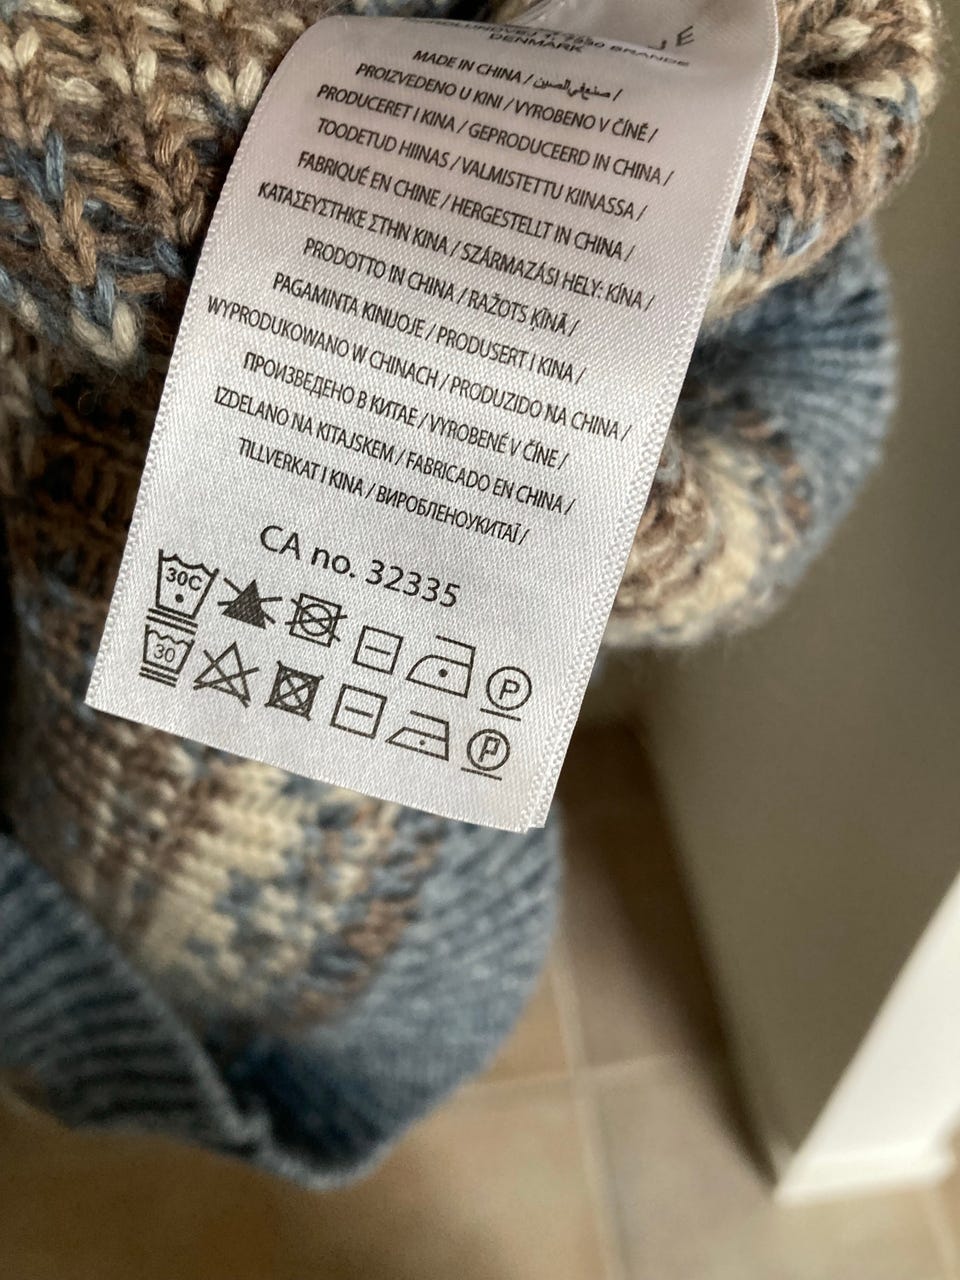 DENMARK
MADE IN CHINA / صنع في الصين /
PROIZVEDENO U KINI / VYROBENO V ČÍNĚ /
PRODUCERET I KINA / GEPRODUCEERD IN CHINA /
TOODETUD HIINAS / VALMISTETTU KIINASSA /
FABRIQUÉ EN CHINE / HERGESTELLT IN CHINA /
ΚΑΤΑΣΕΥΣΤΗΚΕ ΣΤΗΝ ΚΙΝΑ / SZÁRMAZÁSI HELY: KÍNA /
PRODOTTO IN CHINA / RAŽOTS ĶĪNĀ /
PAGAMINTA KINIJOJE / PRODUSERT I KINA /
WYPRODUKOWANO W CHINACH / PRODUZIDO NA CHINA /
ПРОИЗВЕДЕНО В КИТАЕ / VYROBENÉ V ČÍNE /
IZDELANO NA KITAJSKEM / FABRICADO EN CHINA /
TILLVERKAT I KINA / ВИРОБЛЕНОУКИТАЇ /
CA no. 32335
30C P
30 P